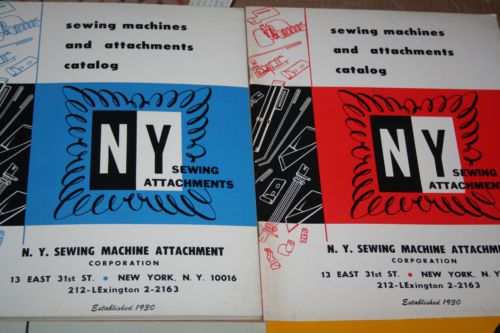 sewing machines
and attachments
catalog
NY
SEWING
ATTACHMENTS
N. Y. SEWING MACHINE ATTACHMENT
CORPORATION
13 EAST 31st ST. • NEW YORK, N. Y. 10016
212-LExington 2-2163
Established 1930
sewing machines
and attachments
catalog
NY
SEWING
ATTACHMENTS
N. Y. SEWING MACHINE ATTACHM
CORPORATION
13 EAST 31st ST. • NEW YORK, N. Y.
212-LExington 2-2163
Established 1930